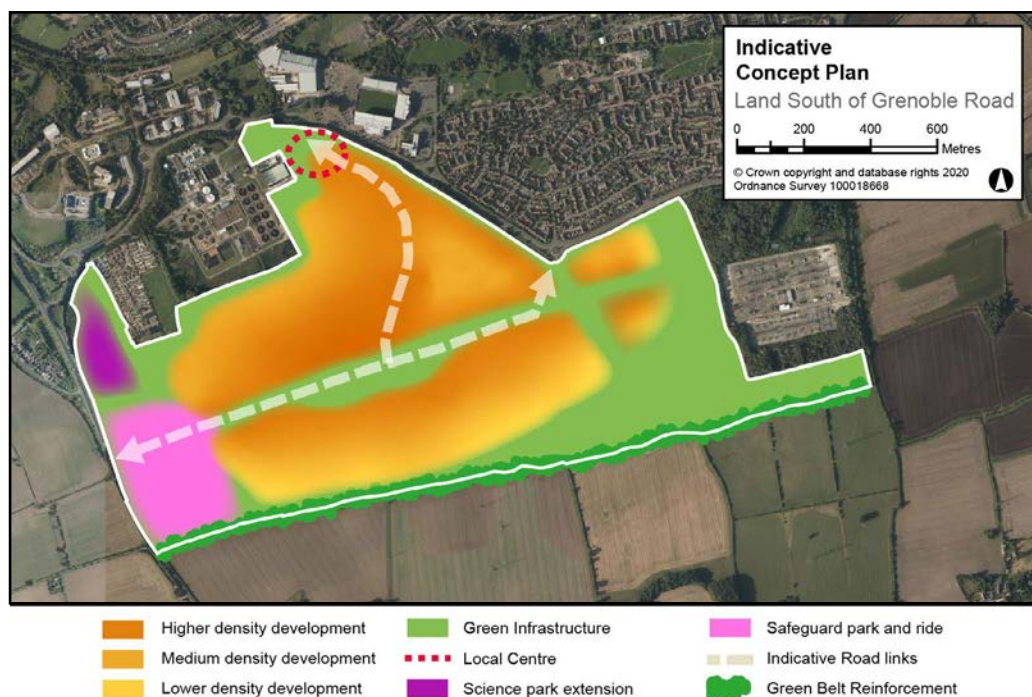 Indicative
Concept Plan
Land South of Grenoble Road
0 200 400 600
Metres
© Crown copyright and database rights 2020
Ordnance Survey 100018668
Higher density development
Green Infrastructure
Safeguard park and ride
Medium density development
Local Centre
Indicative Road links
Lower density development
Science park extension
Green Belt Reinforcement